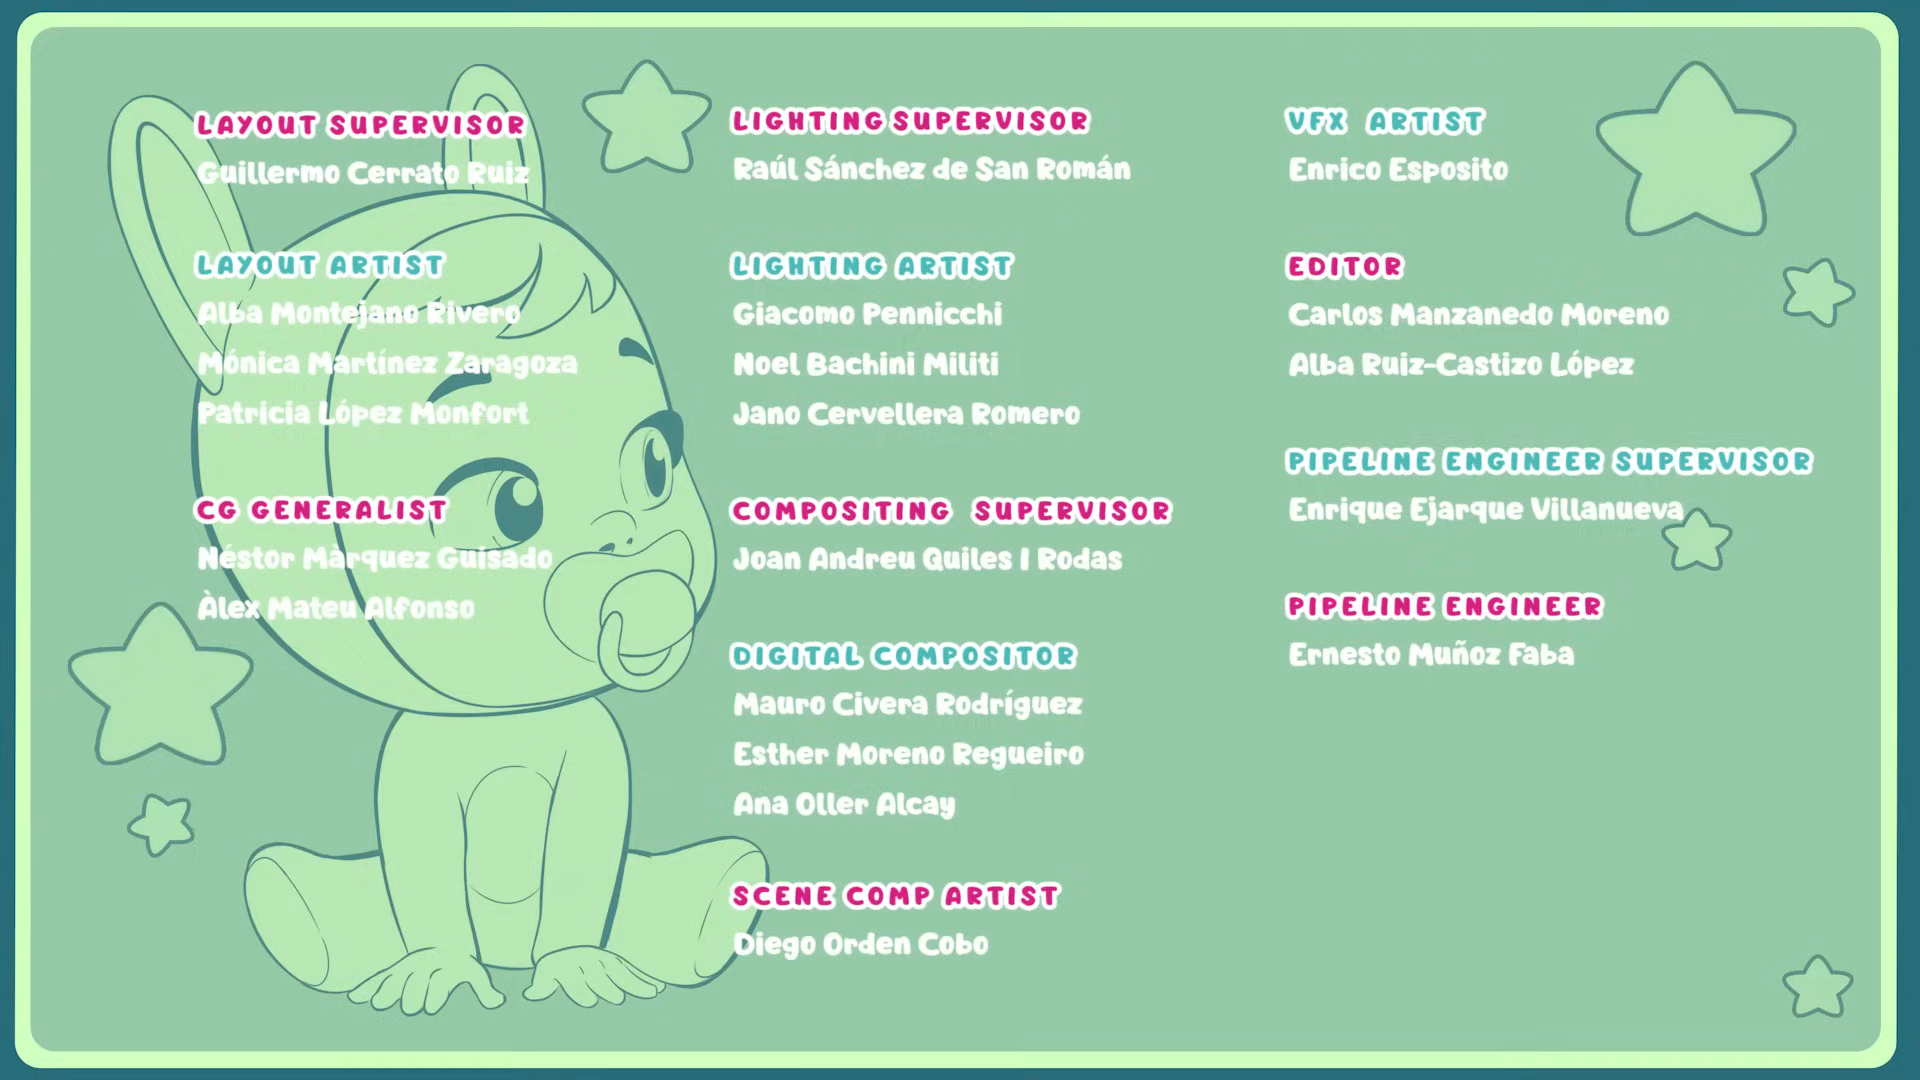 LAYOUT SUPERVISOR
Guillermo Cerrato Ruiz
LAYOUT ARTIST
Alba Montejano Rivero
Mónica Martínez Zaragoza
Patricia López Monfort
CG GENERALIST
Néstor Màrquez Guisado
Àlex Mateu Alfonso
LIGHTING SUPERVISOR
Raúl Sánchez de San Román
LIGHTING ARTIST
Giacomo Pennicchi
Noel Bachini Militi
Jano Cervellera Romero
COMPOSITING SUPERVISOR
Joan Andreu Quiles I Rodas
DIGITAL COMPOSITOR
Mauro Civera Rodríguez
Esther Moreno Regueiro
Ana Oller Alcay
SCENE COMP ARTIST
Diego Orden Cobo
VFX ARTIST
Enrico Esposito
EDITOR
Carlos Manzanedo Moreno
Alba Ruiz-Castizo López
PIPELINE ENGINEER SUPERVISOR
Enrique Ejarque Villanueva
PIPELINE ENGINEER
Ernesto Muñoz Faba